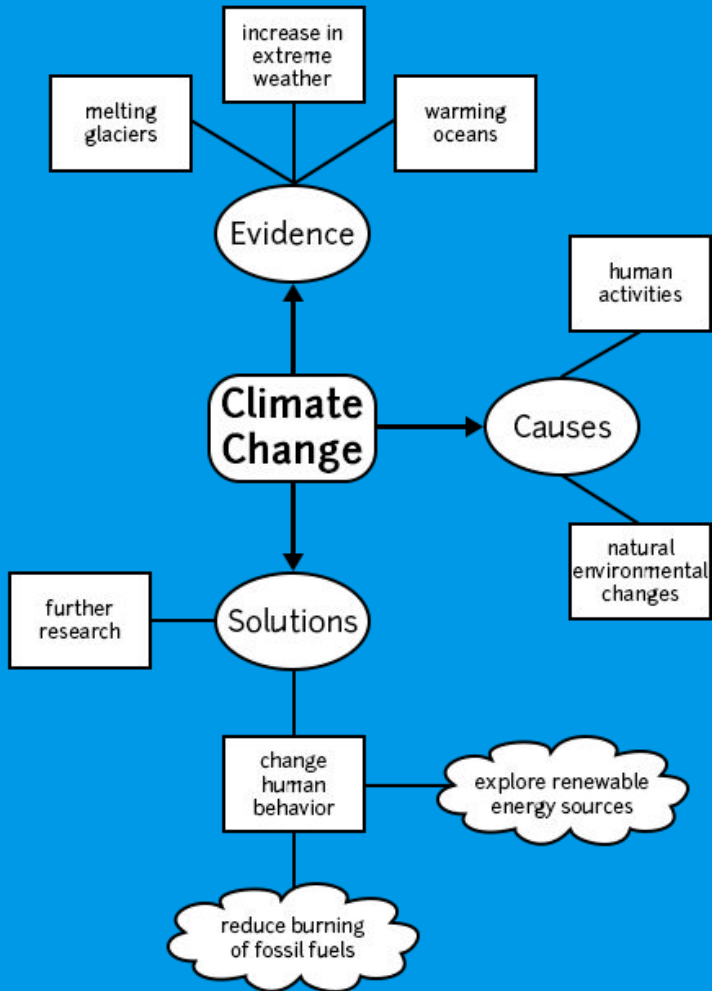 increase in
extreme
weather
melting
glaciers
warming
oceans
Evidence
human
activities
Climate
Change
Causes
natural
environmental
changes
further
research
Solutions
change
human
behavior
explore renewable
energy sources
reduce burning
of fossil fuels